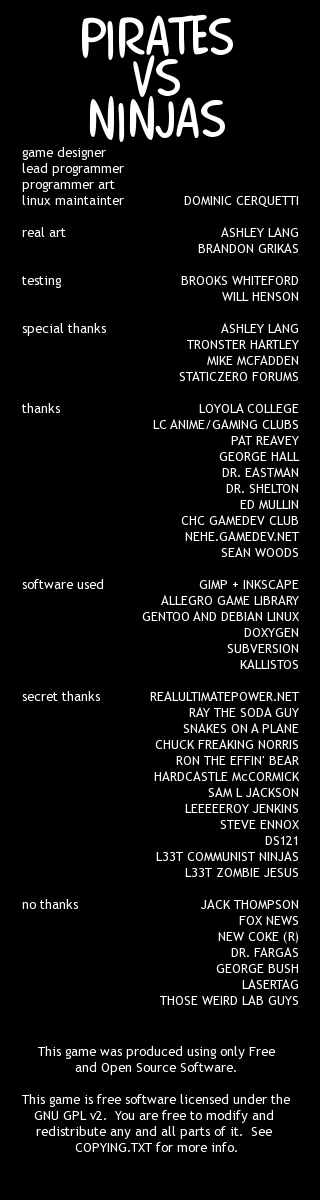 PIRATES
VS
NINJAS
game designer
lead programmer
programmer art
linux maintainter DOMINIC CERQUETTI
real art ASHLEY LANG
BRANDON GRIKAS
testing BROOKS WHITEFORD
WILL HENSON
special thanks ASHLEY LANG
TRONSTER HARTLEY
MIKE MCFADDEN
STATICZERO FORUMS
thanks LOYOLA COLLEGE
LC ANIME/GAMING CLUBS
PAT REAVEY
GEORGE HALL
DR. EASTMAN
DR. SHELTON
ED MULLIN
CHC GAMEDEV CLUB
NEHE.GAMEDEV.NET
SEAN WOODS
software used GIMP + INKSCAPE
ALLEGRO GAME LIBRARY
GENTOO AND DEBIAN LINUX
DOXYGEN
SUBVERSION
KALLISTOS
secret thanks REALULTIMATEPOWER.NET
RAY THE SODA GUY
SNAKES ON A PLANE
CHUCK FREAKING NORRIS
RON THE EFFIN' BEAR
HARDCASTLE McCORMICK
SAM L JACKSON
LEEEEEROY JENKINS
STEVE ENNOX
DS121
L33T COMMUNIST NINJAS
L33T ZOMBIE JESUS
no thanks JACK THOMPSON
FOX NEWS
NEW COKE (R)
DR. FARGAS
GEORGE BUSH
LASERTAG
THOSE WEIRD LAB GUYS
This game was produced using only Free
and Open Source Software.
This game is free software licensed under the
GNU GPL v2. You are free to modify and
redistribute any and all parts of it. See
COPYING.TXT for more info.